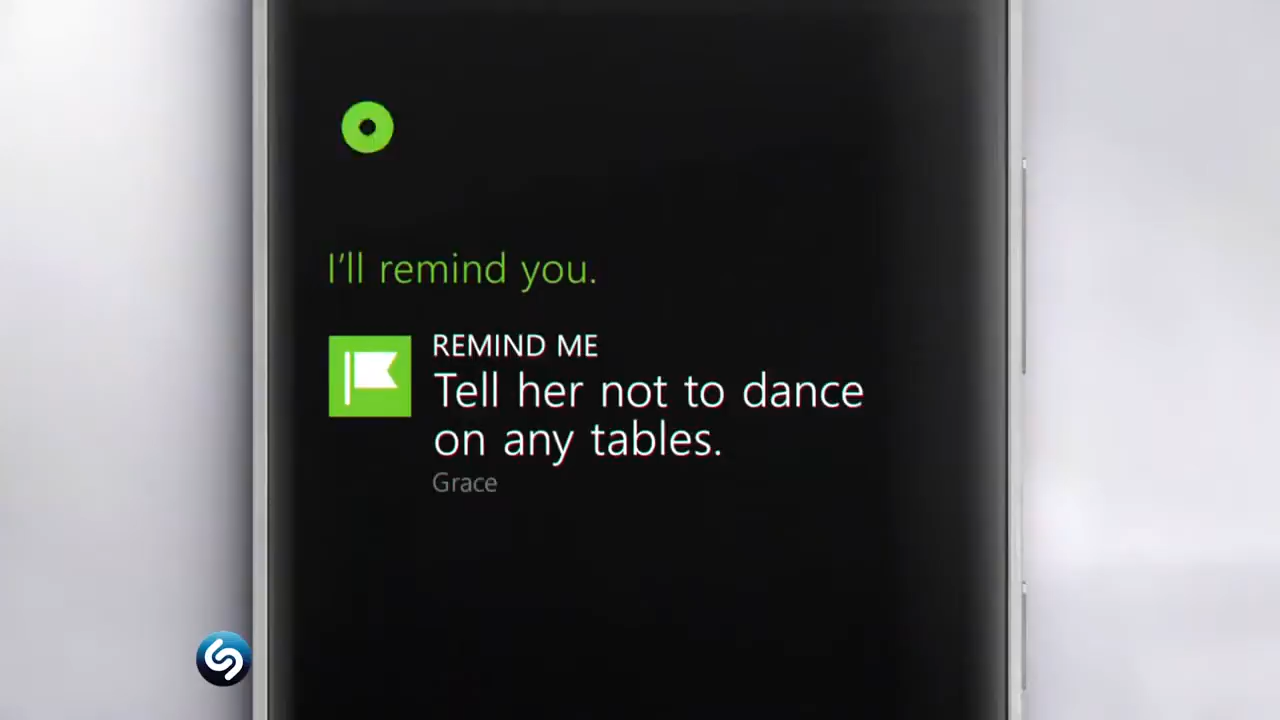 I'll remind you.
REMIND ME
Tell her not to dance
on any tables.
Grace